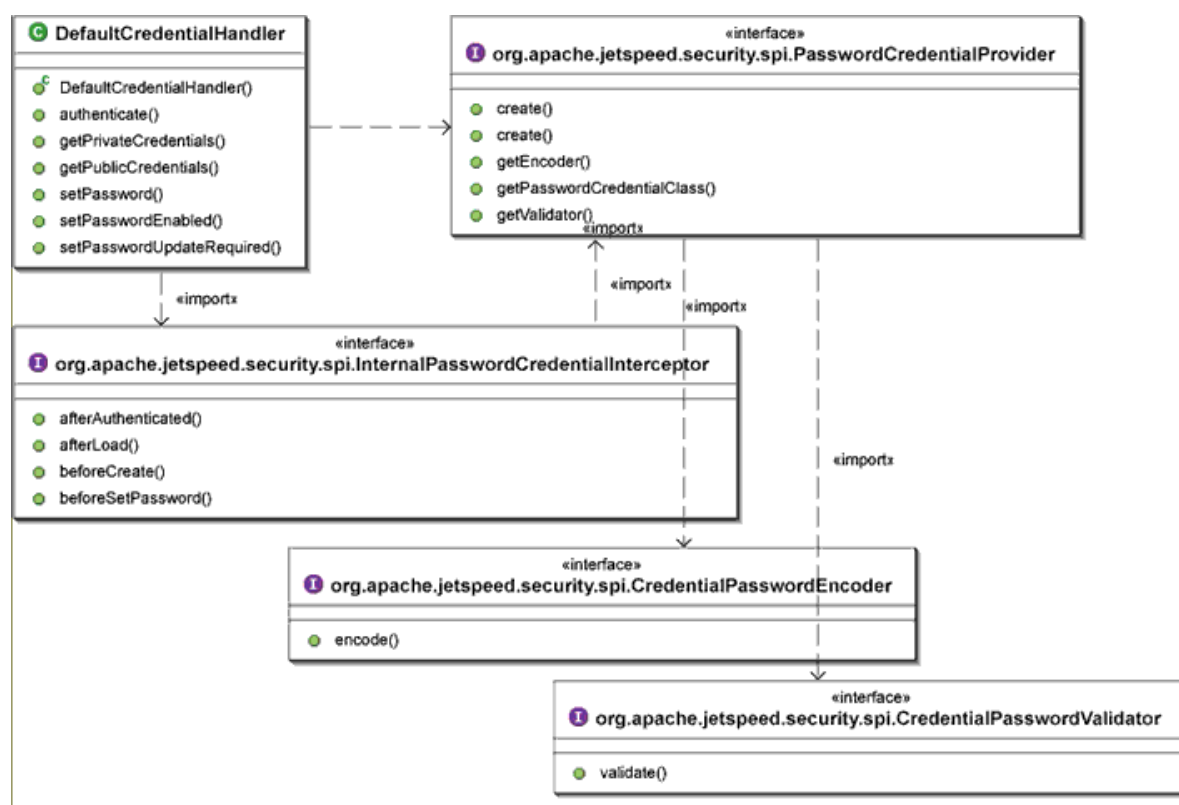 DefaultCredentialHandler
DefaultCredentialHandler()
authenticate()
getPrivateCredentials()
getPublicCredentials()
setPassword()
setPasswordEnabled()
setPasswordUpdateRequired()
«interface»
org.apache.jetspeed.security.spi.PasswordCredentialProvider
create()
create()
getEncoder()
getPasswordCredentialClass()
getValidator()
«import»
«import»
«import»
«import»
«interface»
org.apache.jetspeed.security.spi.InternalPasswordCredentialInterceptor
afterAuthenticated()
afterLoad()
beforeCreate()
beforeSetPassword()
«import»
«interface»
org.apache.jetspeed.security.spi.CredentialPasswordEncoder
encode()
«interface»
org.apache.jetspeed.security.spi.CredentialPasswordValidator
validate()